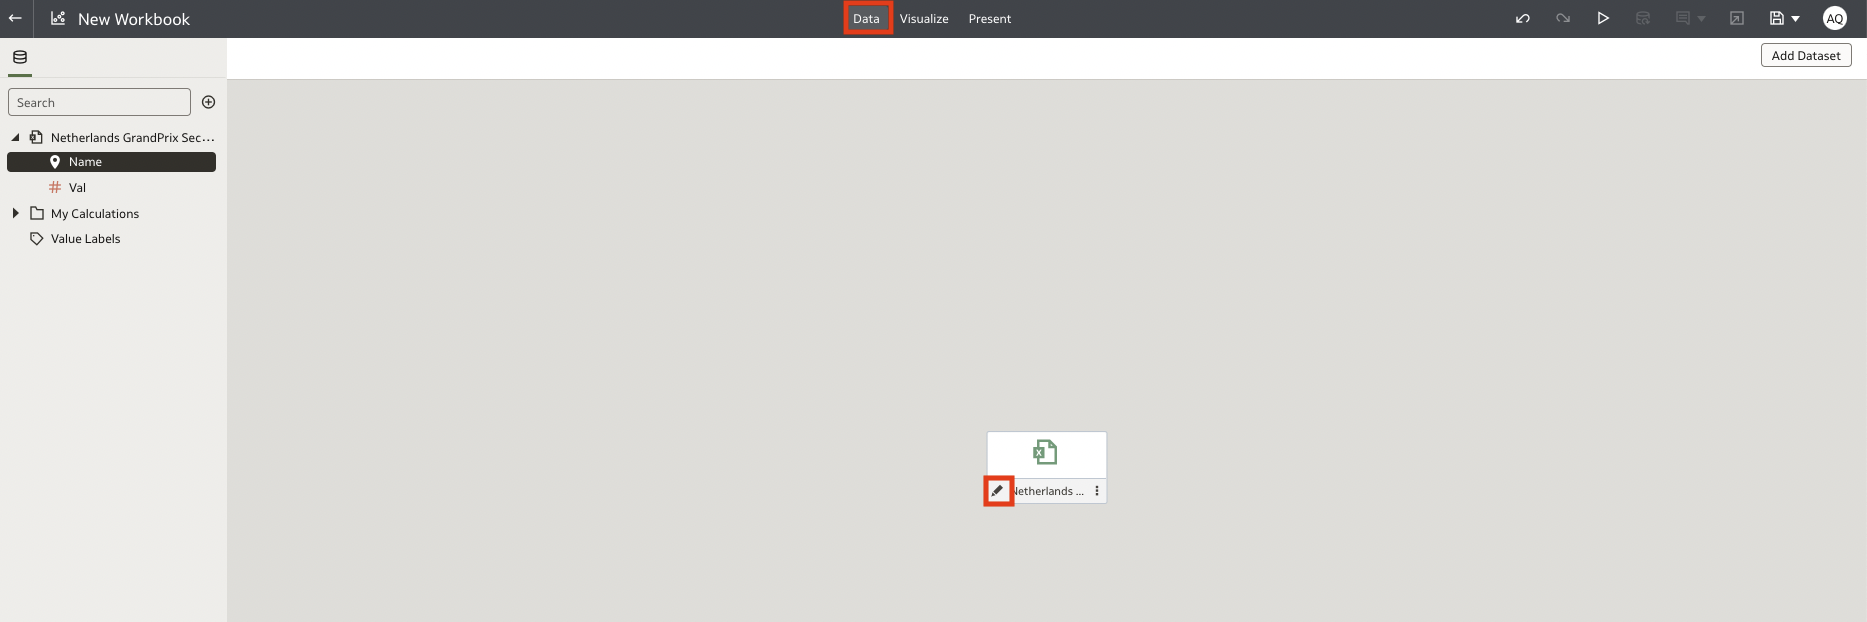 New Workbook
Data Visualize Present
AQ
Add Dataset
Search
Netherlands GrandPrix Sec...
Name
# Val
My Calculations
Value Labels
X
Netherlands ...